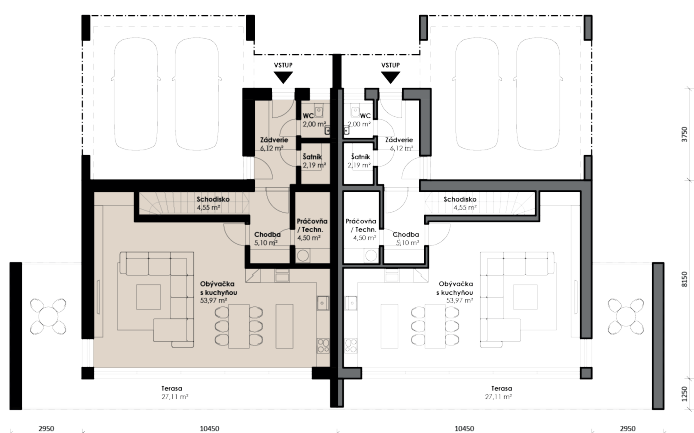 VSTUP
VSTUP
WC
2,00 m²
WC
2,00 m²
Zádverie
6,12 m²
Zádverie
6,12 m²
Šatník
2,19 m²
Šatník
2,19 m²
Schodisko
4,55 m²
Schodisko
4,55 m²
Práčovňa
/ Techn.
4,50 m²
Práčovňa
/ Techn.
4,50 m²
Chodba
5,10 m²
Chodba
5,10 m²
Obývačka
s kuchyňou
53,97 m²
Obývačka
s kuchyňou
53,97 m²
Terasa
27,11 m²
Terasa
27,11 m²
3750
8150
1250
2950
10450
10450
2950